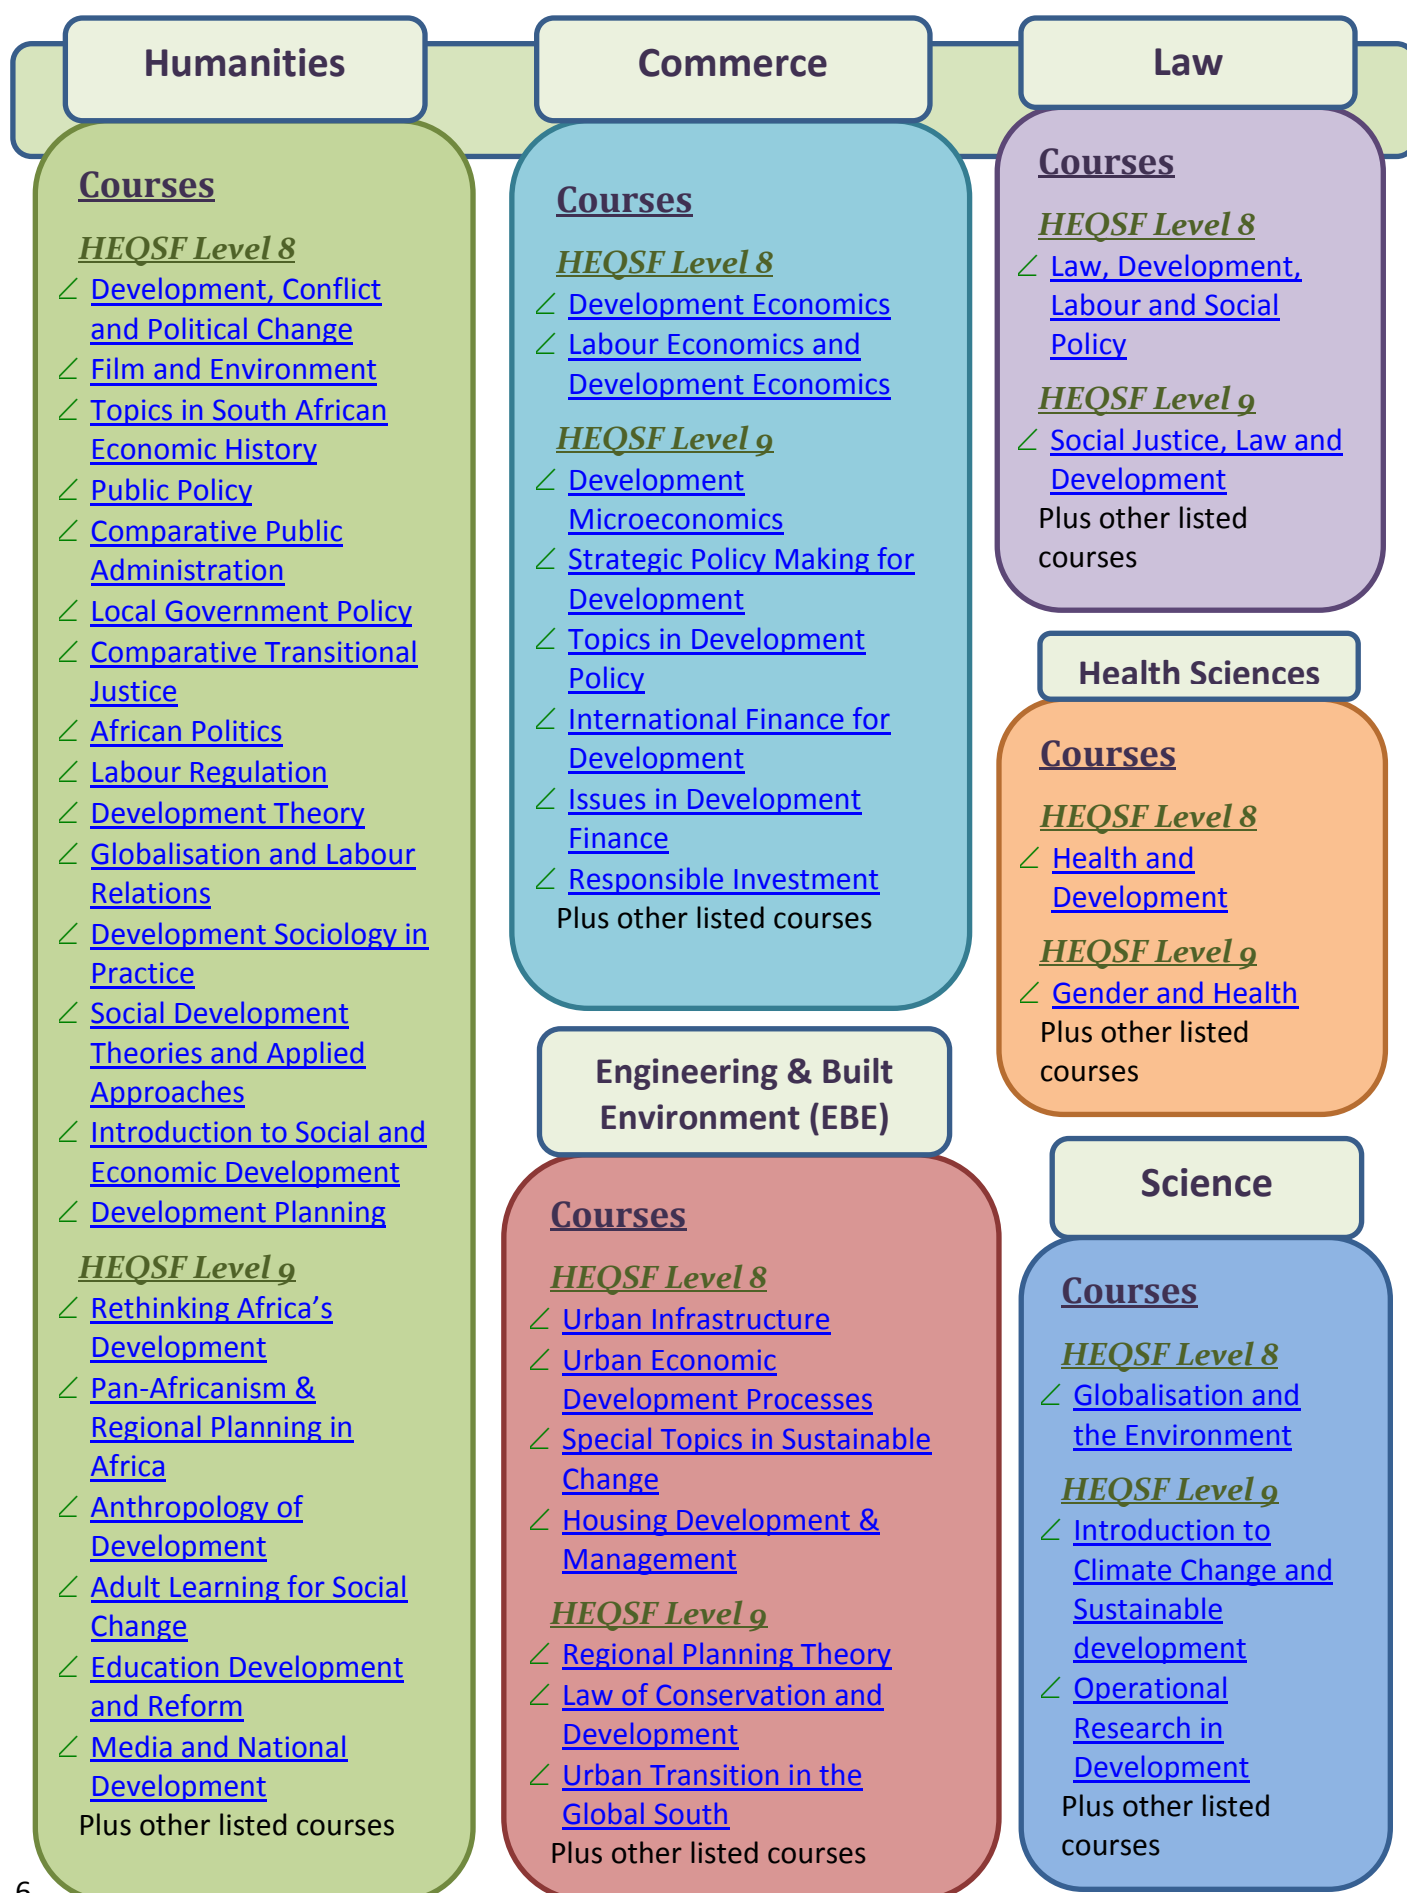 Humanities
Courses
HEQSF Level 8
Development, Conflict
and Political Change
Film and Environment
Topics in South African
Economic History
Public Policy
Comparative Public
Administration
Local Government Policy
Comparative Transitional
Justice
African Politics
Labour Regulation
Development Theory
Globalisation and Labour
Relations
Development Sociology in
Practice
Social Development
Theories and Applied
Approaches
Introduction to Social and
Economic Development
Development Planning
HEQSF Level 9
Rethinking Africa's
Development
Pan-Africanism &
Regional Planning in
Africa
Anthropology of
Development
Adult Learning for Social
Change
Education Development
and Reform
Media and National
Development
Plus other listed courses
Commerce
Courses
HEQSF Level 8
Development Economics
Labour Economics and
Development Economics
HEQSF Level 9
Development
Microeconomics
Strategic Policy Making for
Development
Topics in Development
Policy
International Finance for
Development
Issues in Development
Finance
Responsible Investment
Plus other listed courses
Engineering & Built
Environment (EBE)
Courses
HEQSF Level 8
Urban Infrastructure
Urban Economic
Development Processes
Special Topics in Sustainable
Change
Housing Development &
Management
HEQSF Level 9
Regional Planning Theory
Law of Conservation and
Development
Urban Transition in the
Global South
Plus other listed courses
Law
Courses
HEQSF Level 8
Law, Development,
Labour and Social
Policy
HEQSF Level 9
Social Justice, Law and
Development
Plus other listed
courses
Health Sciences
Courses
HEQSF Level 8
Health and
Development
HEQSF Level 9
Gender and Health
Plus other listed
courses
Science
Courses
HEQSF Level 8
Globalisation and
the Environment
HEQSF Level 9
Introduction to
Climate Change and
Sustainable
development
Operational
Research in
Development
Plus other listed
courses
6